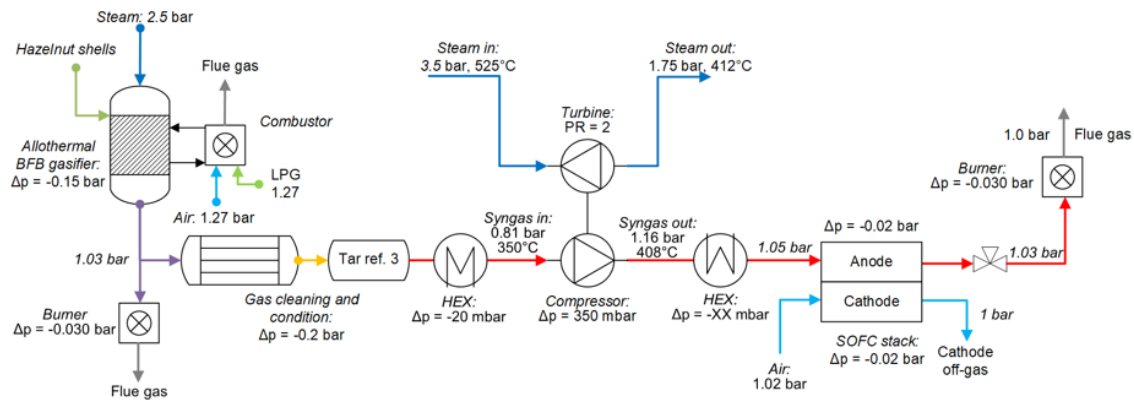 Steam: 2.5 bar
Hazelnut shells
Flue gas
Combustor
Allothermal
BFB gasifier:
Δp = -0.15 bar
LPG
1.27
Air: 1.27 bar
1.03 bar
Burner
Δp = -0.030 bar
Flue gas
Gas cleaning and
condition:
Δp = -0.2 bar
Tar ref. 3
HEX:
Δp = -20 mbar
Steam in:
3.5 bar, 525°C
Steam out:
1.75 bar, 412°C
Turbine:
PR = 2
Syngas in:
0.81 bar
350°C
Syngas out:
1.16 bar
408°C
Compressor:
Δp = 350 mbar
HEX:
Δp = -XX mbar
1.05 bar
Δp = -0.02 bar
Anode
Cathode
SOFC stack:
Δp = -0.02 bar
Air:
1.02 bar
1.03 bar
1 bar
Cathode
off-gas
1.0 bar
Flue gas
Burner:
Δp = -0.030 bar